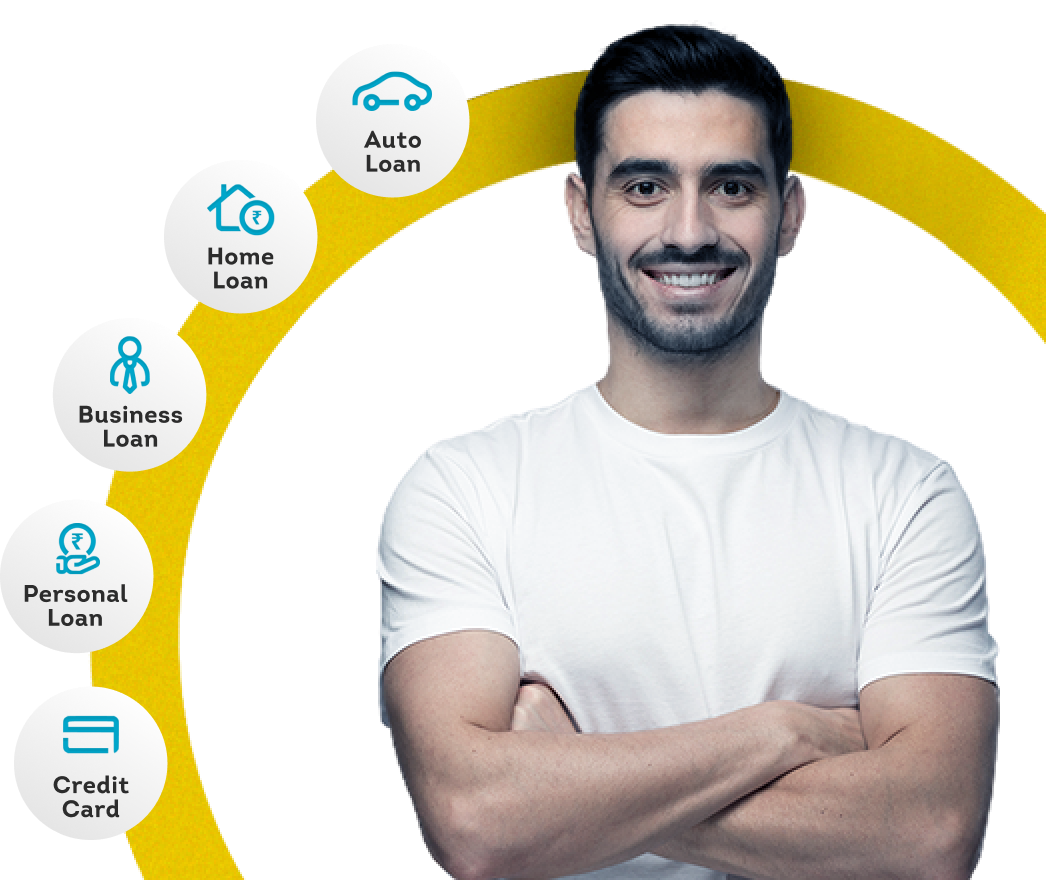 Auto
Loan
₹
Home
Loan
Business
Loan
₹
Personal
Loan
Credit
Card